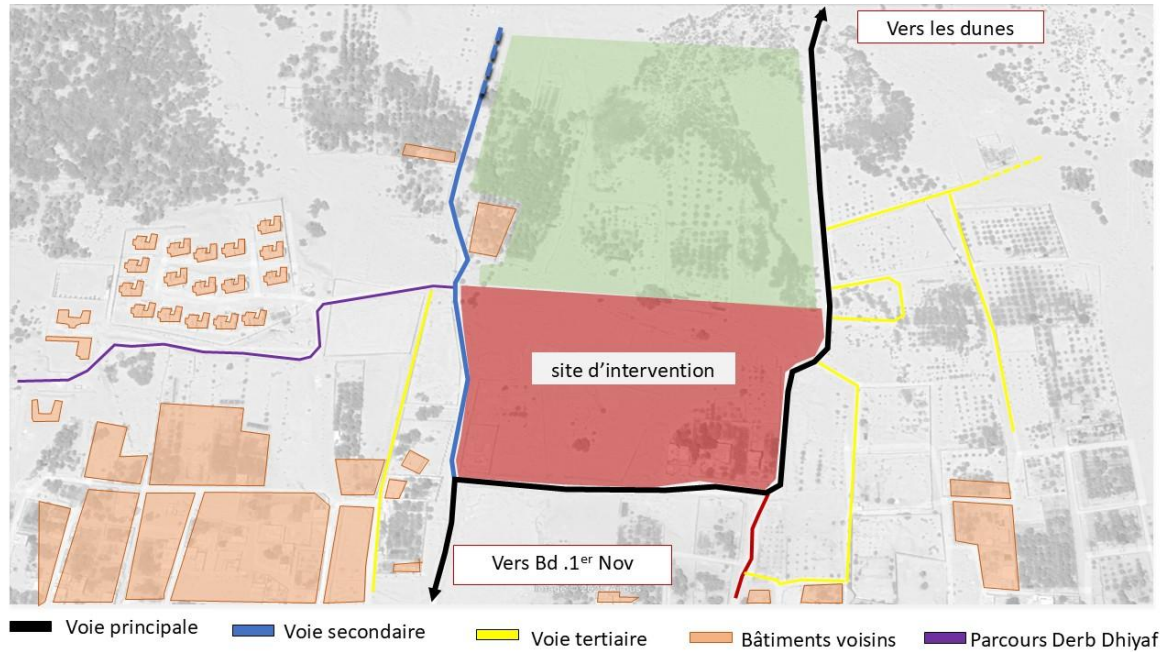 Vers les dunes
site d’intervention
Vers Bd .1er Nov
Voie principale
Voie secondaire
Voie tertiaire
Bâtiments voisins
Parcours Derb Dhiyaf